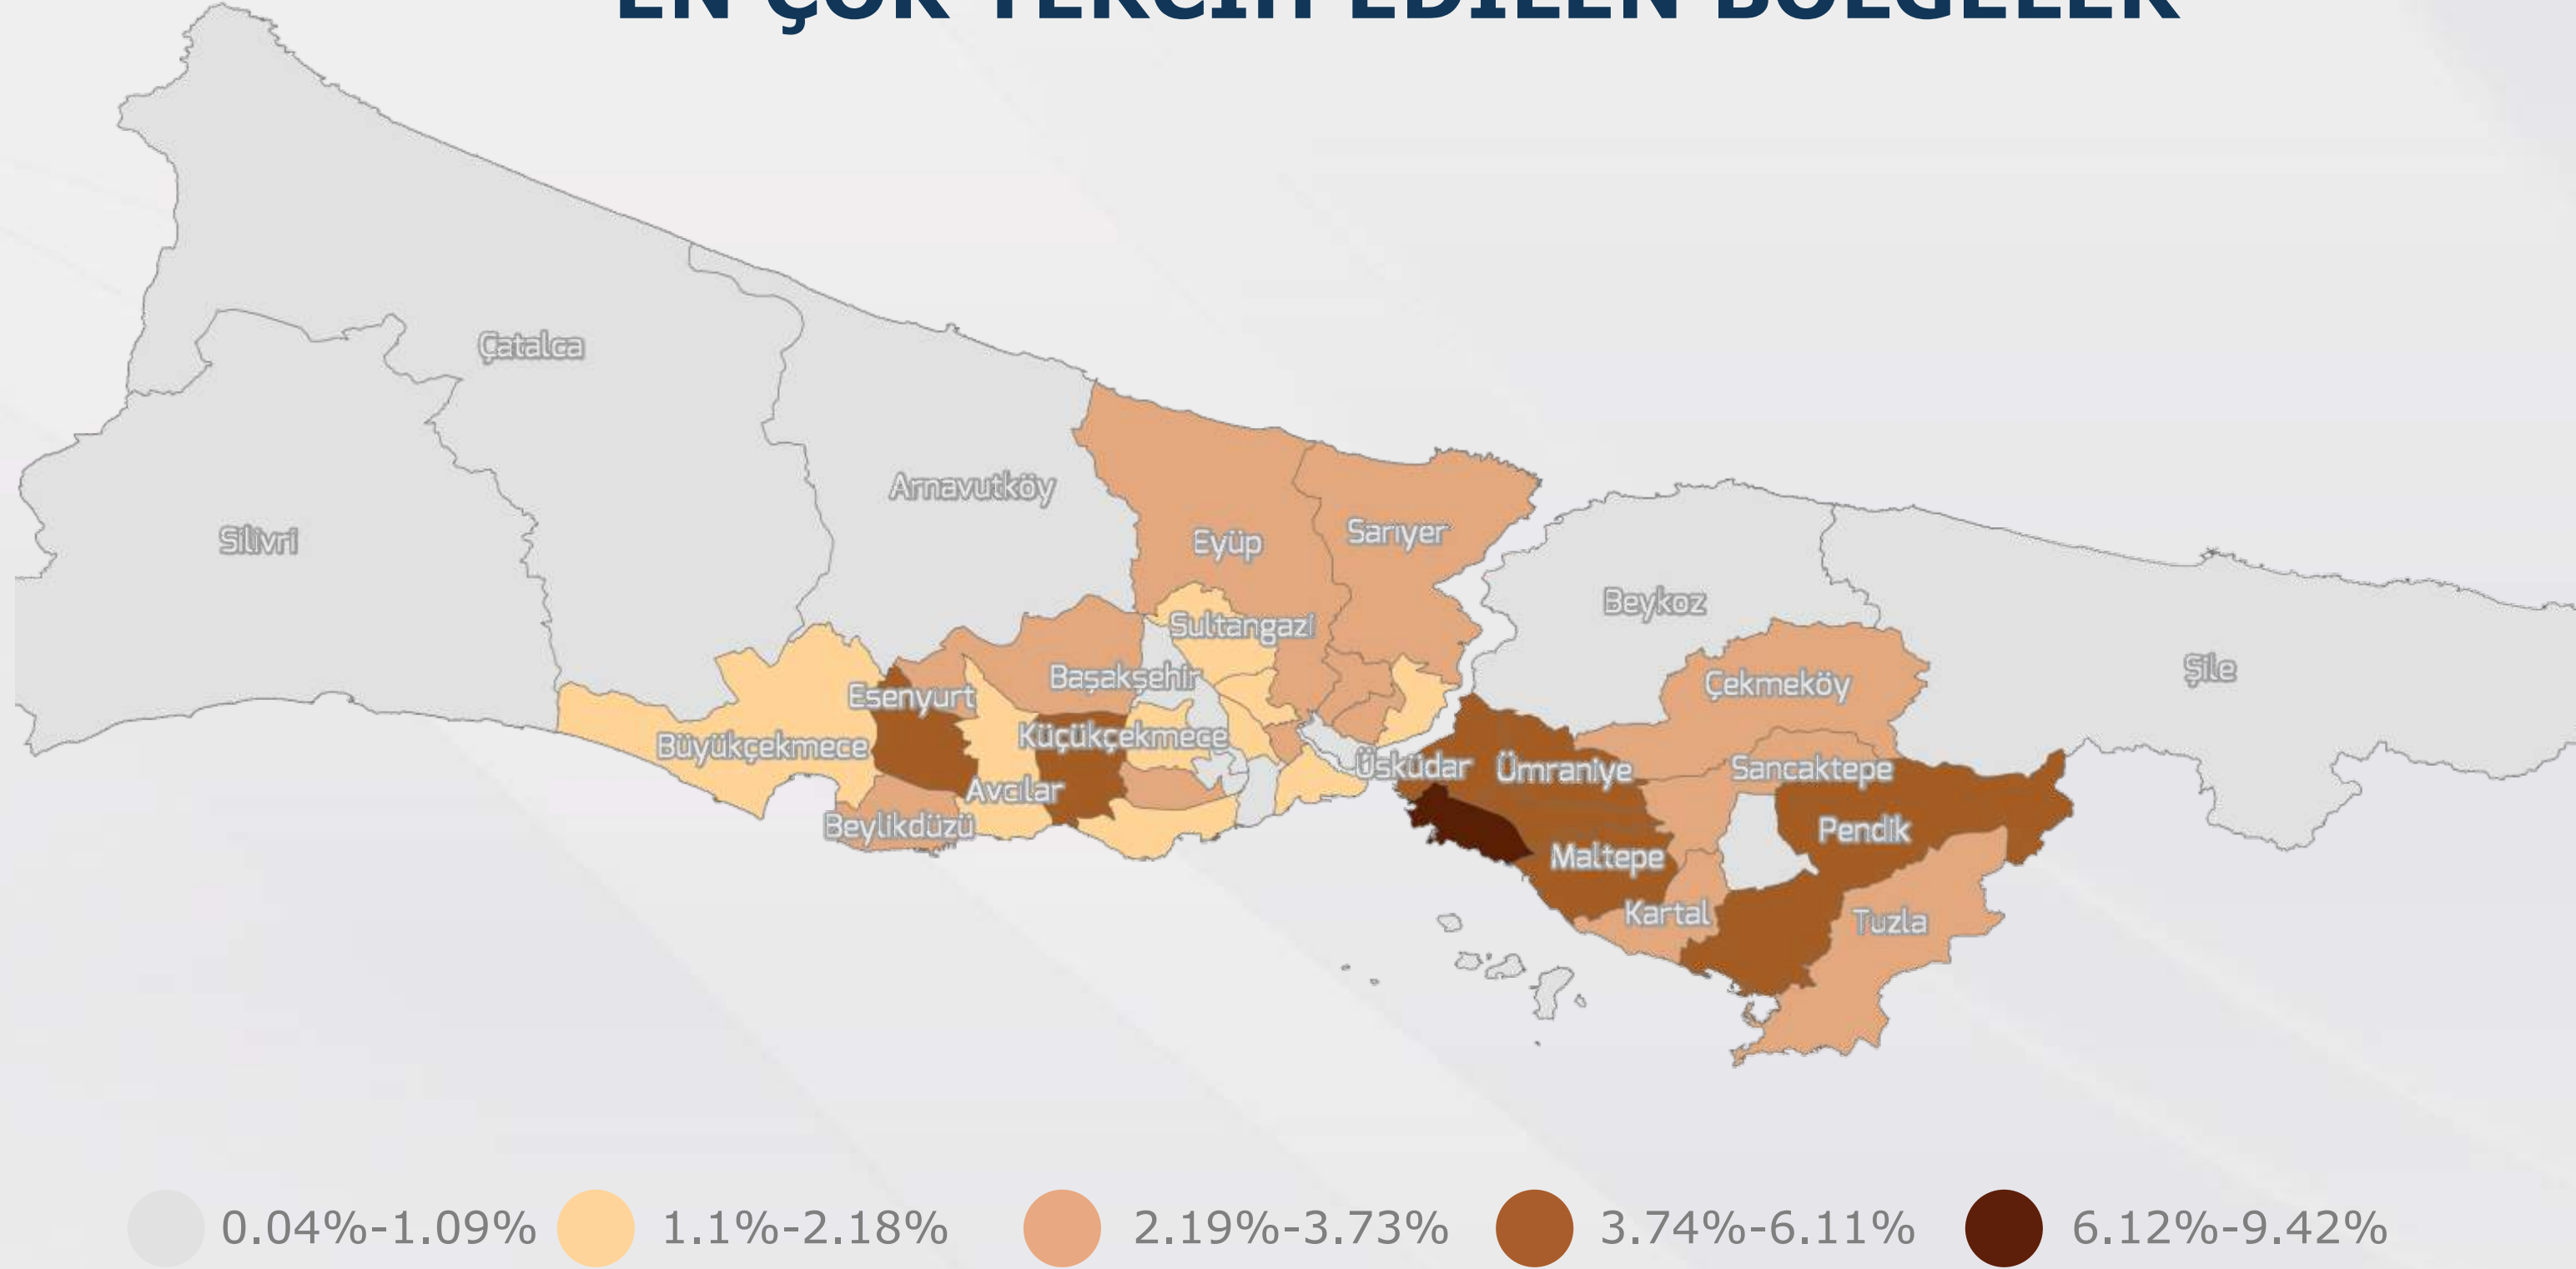 EN ÇOK TERCİH EDİLEN BÖLGELER
Çatalca
Arnavutköy
Silivri
Eyüp
Sarıyer
Beykoz
Sultangazi
Şile
Başakşehir
Çekmeköy
Esenyurt
Küçükçekmece
Büyükçekmece
Üsküdar
Ümraniye
Sancaktepe
Avcılar
Beylikdüzü
Pendik
Maltepe
Kartal
Tuzla
0.04%-1.09% 1.1%-2.18% 2.19%-3.73% 3.74%-6.11% 6.12%-9.42%